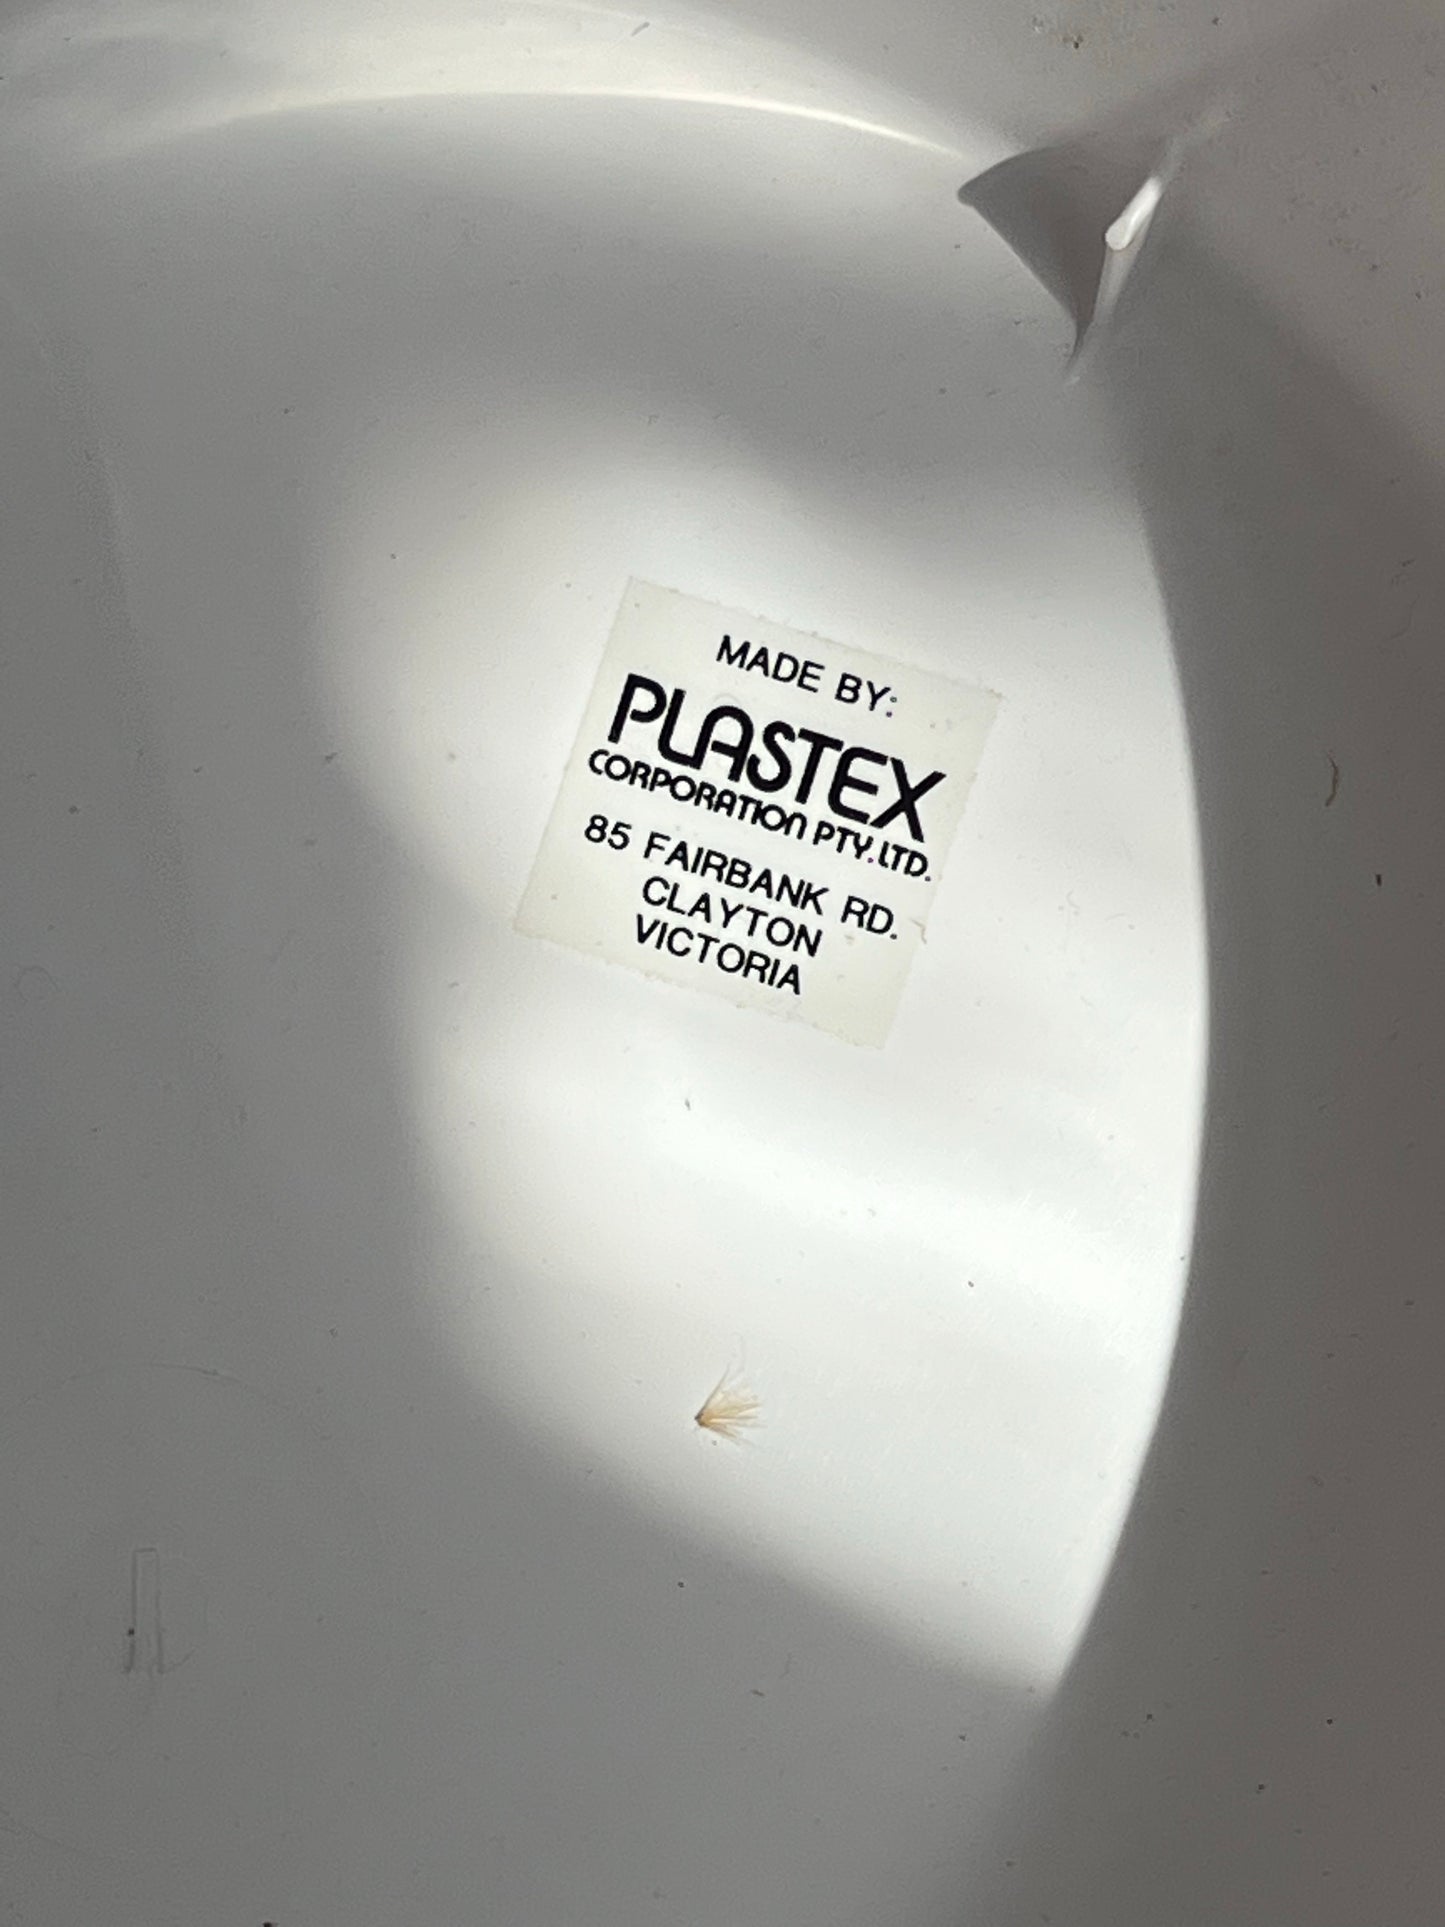 MADE BY:
PLASTEX
CORPORATION PTY.LTD.
85 FAIRBANK RD.
CLAYTON
VICTORIA